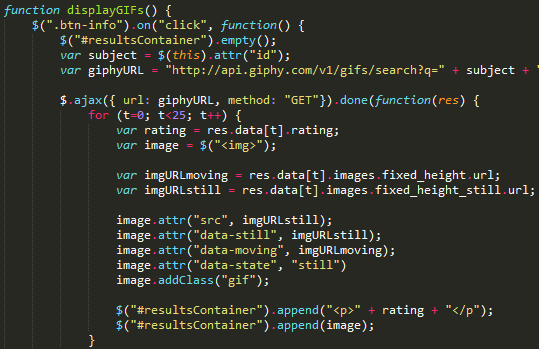 function displayGIFs() {
    $(".btn-info").on("click", function() {
        $("#resultsContainer").empty();
        var subject = $(this).attr("id");
        var giphyURL = "http://api.giphy.com/v1/gifs/search?q=" + subject + "
        $.ajax({ url: giphyURL, method: "GET"}).done(function(res) {
            for (t=0; t<25; t++) {
                var rating = res.data[t].rating;
                var image = $("<img>");
                var imgURLmoving = res.data[t].images.fixed_height.url;
                var imgURLstill = res.data[t].images.fixed_height_still.url;
                image.attr("src", imgURLstill);
                image.attr("data-still", imgURLstill);
                image.attr("data-moving", imgURLmoving);
                image.attr("data-state", "still")
                image.addClass("gif");
                $("#resultsContainer").append("<p>" + rating + "</p");
                $("#resultsContainer").append(image);
            }